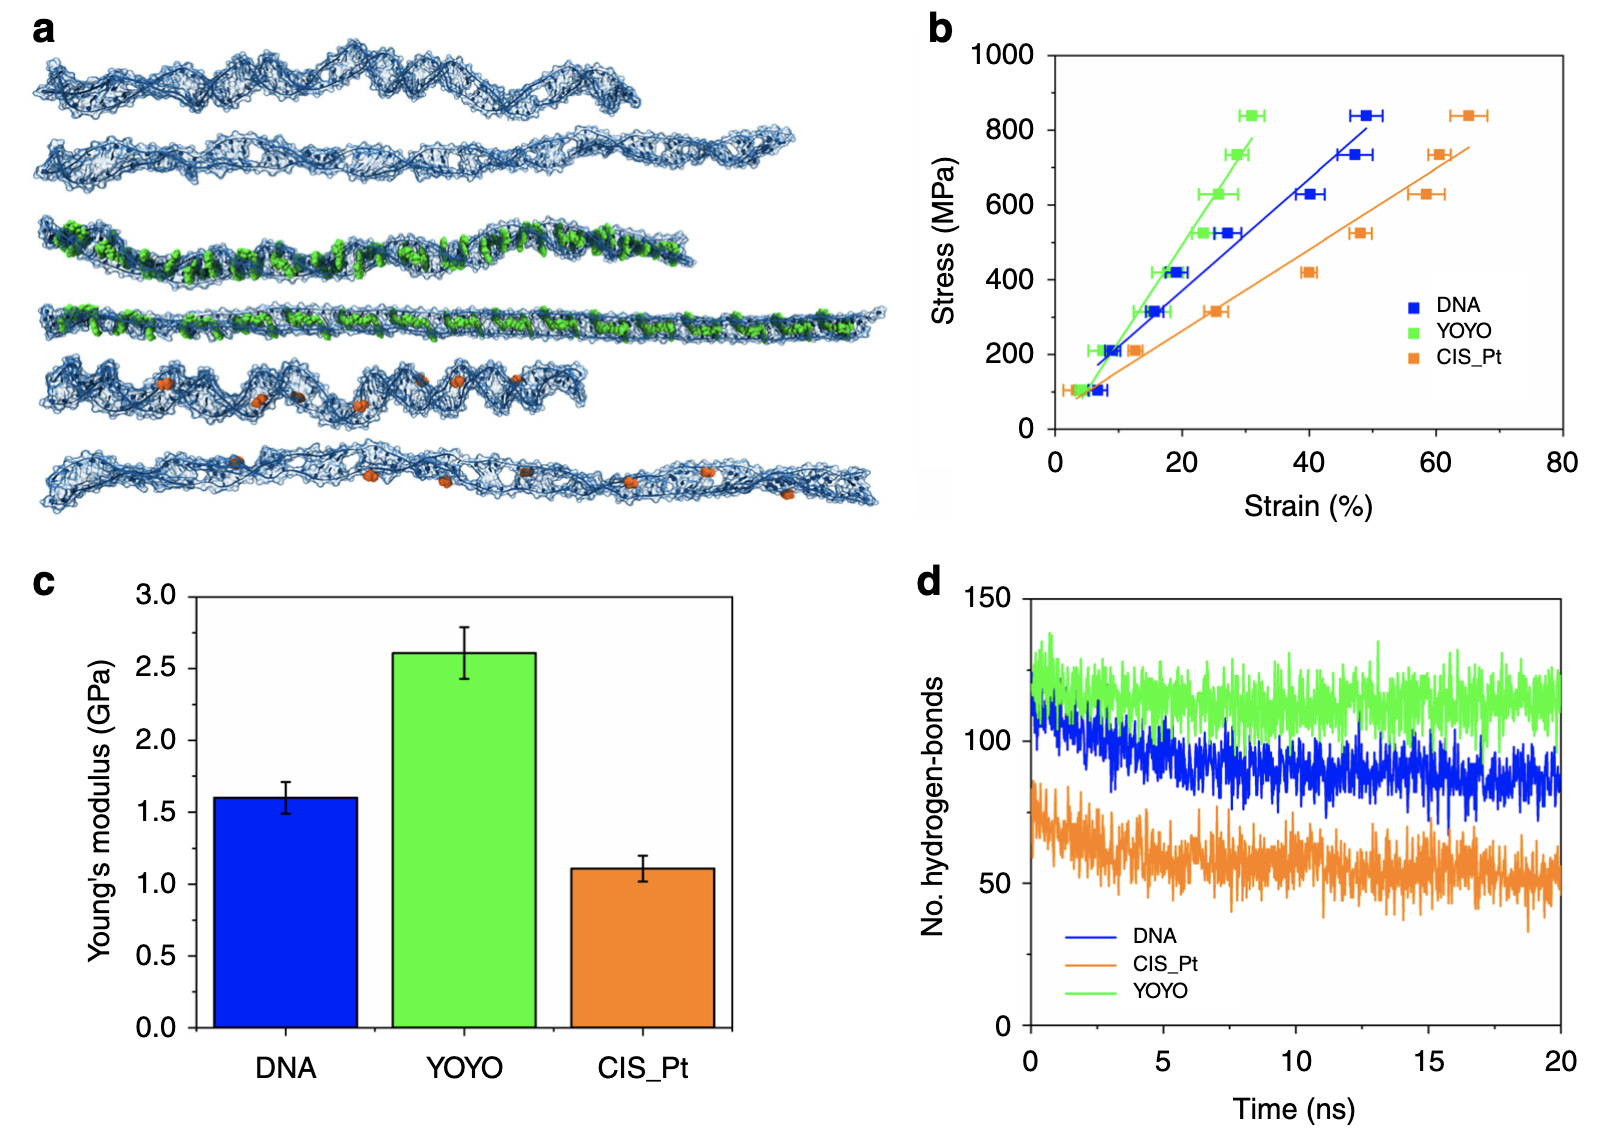 a
b
1000
800
600
400
200
0
Stress (MPa)
DNA
YOYO
CIS_Pt
0 20 40 60 80
Strain (%)
c
3.0
2.5
2.0
1.5
1.0
0.5
0.0
Young's modulus (GPa)
DNA YOYO CIS_Pt
d
150
100
50
0
No. hydrogen-bonds
DNA
CIS_Pt
YOYO
0 5 10 15 20
Time (ns)